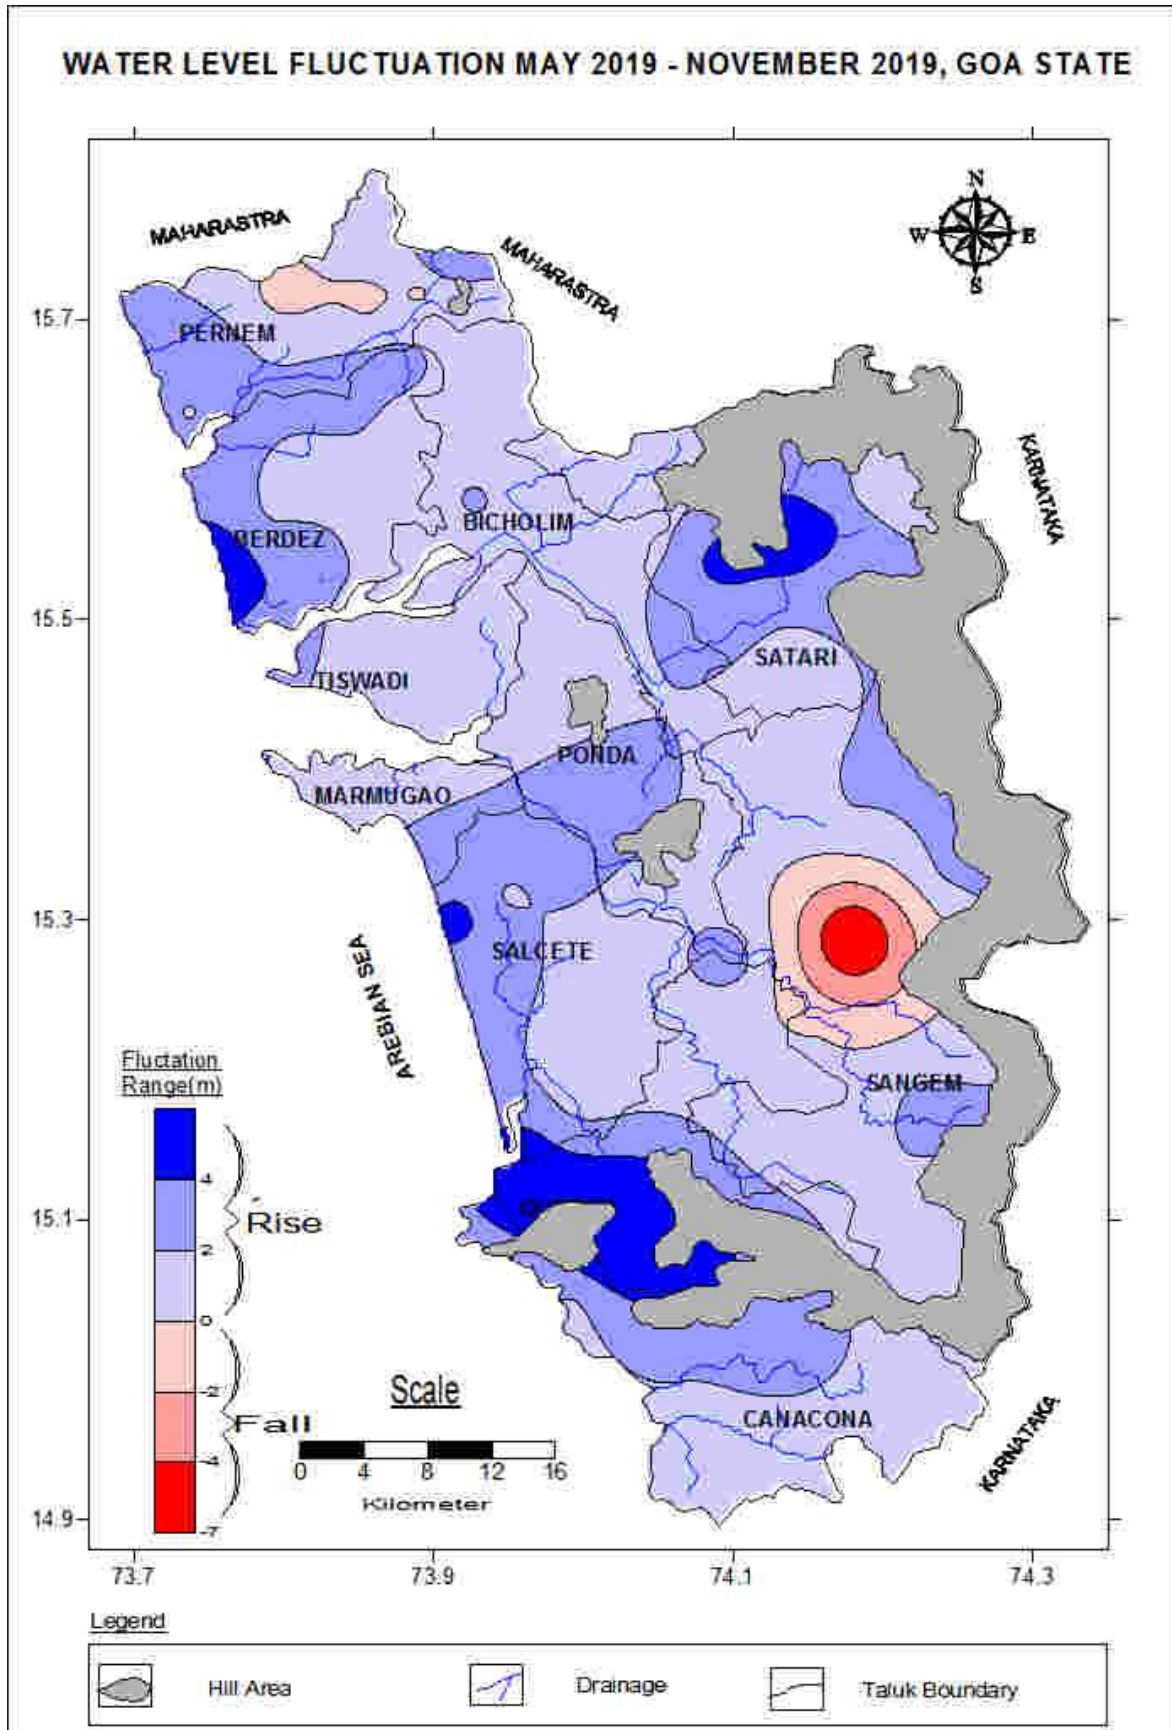 WATER LEVEL FLUCTUATION MAY 2019 - NOVEMBER 2019, GOA STATE
N
W
E
S
MAHARASTRA
MAHARASTRA
15.7
PERNEM
KARNATAKA
BICHOLIM
BERDEZ
15.5
SATARI
TISWADI
PONDA
MARMUGAO
15.3
SALCETE
AREBIAN SEA
Fluctation
Range(m)
SANGEM
4
15.1
Rise
2
0
-2
Scale
Fall
CANACONA
-4
0 4 8 12 16
Kilometer
KARNATAKA
14.9
-7
73.7 73.9 74.1 74.3
Legend
Hill Area
Drainage
Taluk Boundary